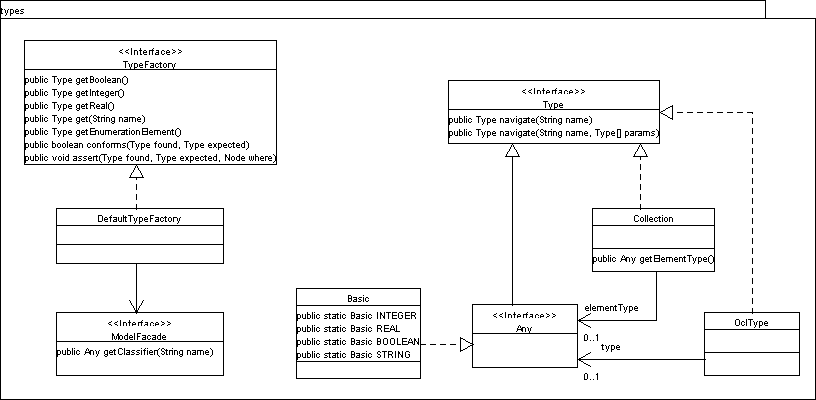 types
<<Interface>>
TypeFactory
public Type getBoolean()
public Type getInteger()
public Type getReal()
public Type get(String name)
public Type getEnumerationElement()
public boolean conforms(Type found, Type expected)
public void assert(Type found, Type expected, Node where)
<<Interface>>
Type
public Type navigate(String name)
public Type navigate(String name, Type[] params)
DefaultTypeFactory
Collection
public Any getElementType()
<<Interface>>
ModelFacade
public Any getClassifier(String name)
Basic
public static Basic INTEGER
public static Basic REAL
public static Basic BOOLEAN
public static Basic STRING
<<Interface>>
Any
elementType
0..1
type
0..1
OclType